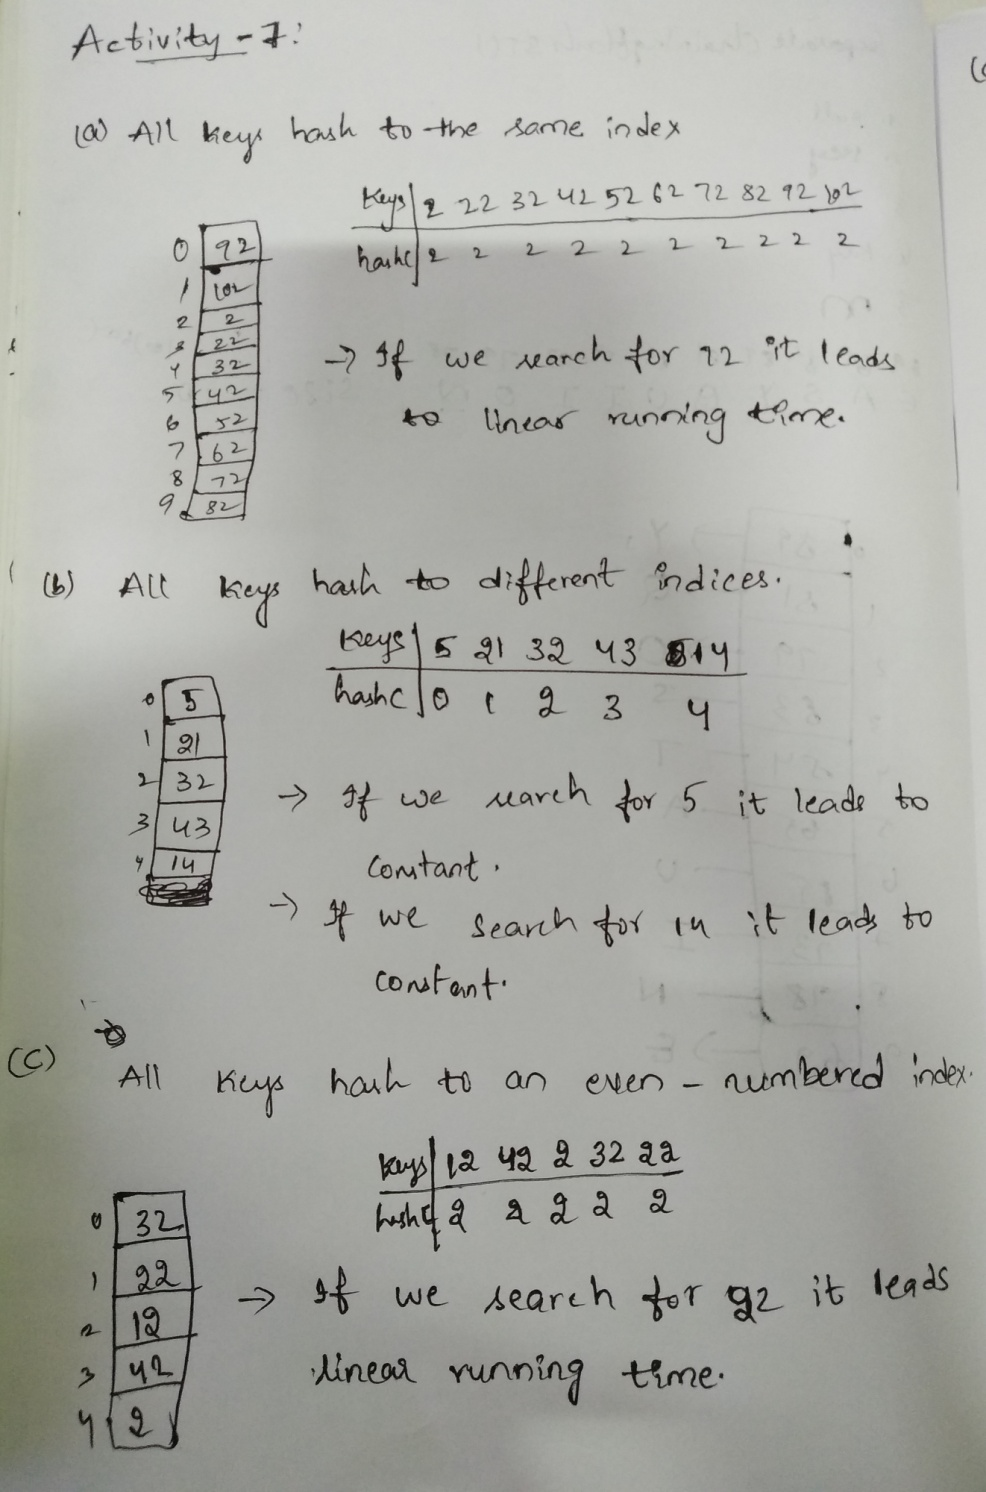 Activity - 7:
(a) All keys hash to the same index
keys 2 22 32 42 52 62 72 82 92 102
hash( 2 2 2 2 2 2 2 2 2 2
0 92
1 102
2 2
3 22
4 32
5 42
6 52
7 62
8 72
9 82
→ If we search for 92 it leads
to linear running time.
(b) All keys hash to different indices.
keys 5 21 32 43 14
hash( 0 1 2 3 4
0 5
1 21
2 32
3 43
4 14
→ If we search for 5 it leads to
constant.
→ If we search for 14 it leads to
constant.
(c) All keys hash to an even - numbered index.
keys 12 42 2 32 22
hash( 2 2 2 2 2
0 32
1 22
2 12
3 42
4 2
→ If we search for 92 it leads
linear running time.